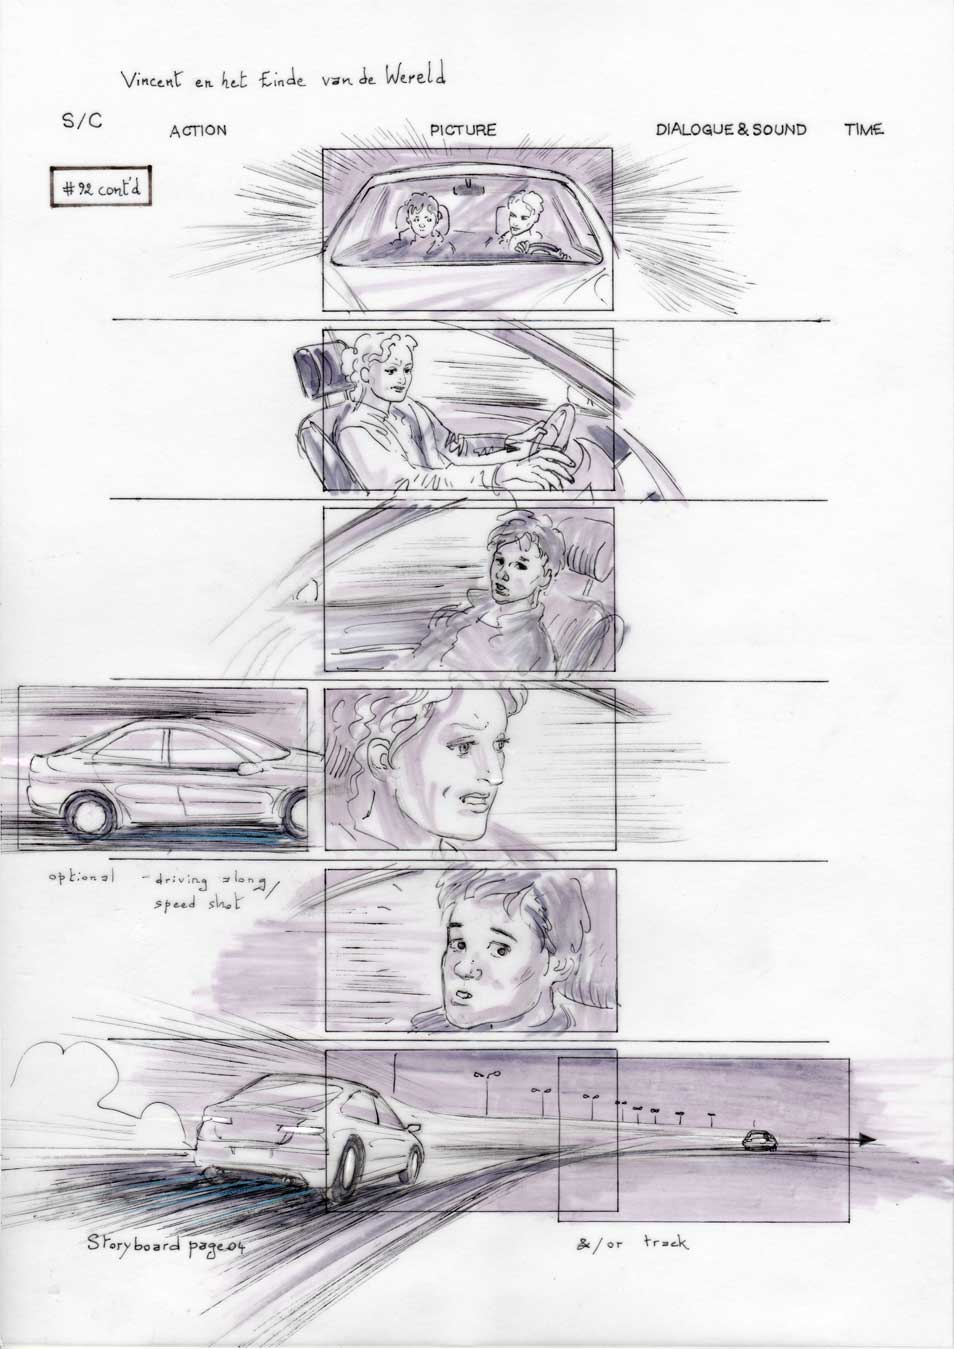 Vincent en het Einde van de Wereld
S/C
ACTION
PICTURE
DIALOGUE & SOUND
TIME
#92 cont'd
optional - driving along/
speed shot
Storyboard page 04
&/or track